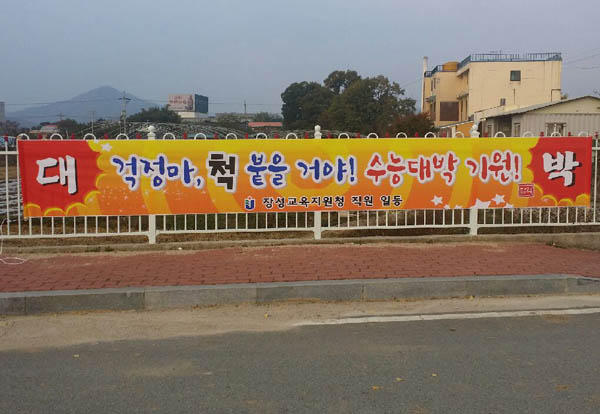 대 걱정마, 척 붙을 거야! 수능대박 기원! 박
장성교육지원청 직원 일동